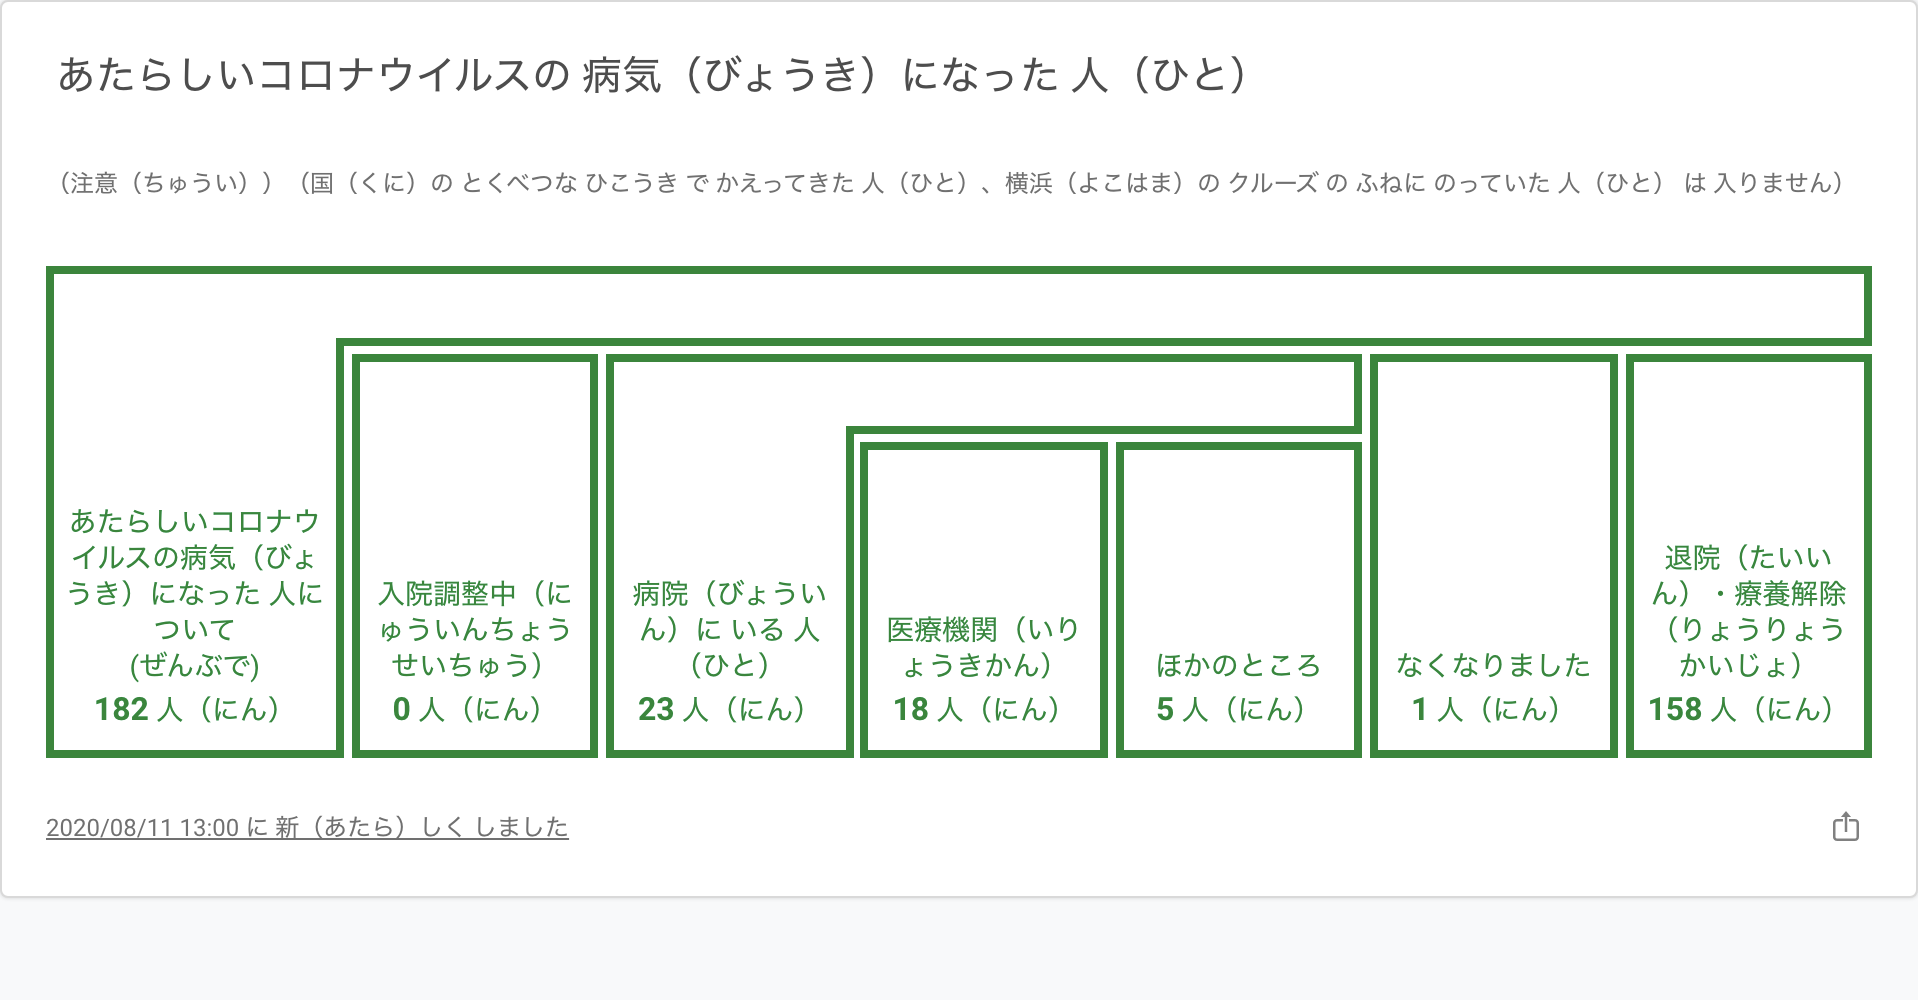 あたらしいコロナウイルスの 病気（びょうき）になった 人（ひと）
（注意（ちゅうい））（国（くに）の とくべつな ひこうき で かえってきた 人（ひと）、横浜（よこはま）の クルーズ の ふねに のっていた 人（ひと） は 入りません）
あたらしいコロナウ
イルスの病気（びょ
うき）になった 人に
ついて
(ぜんぶで)
182 人（にん）
入院調整中（に
ゅういんちょう
せいちゅう）
0 人（にん）
病院（びょうい
ん）に いる 人
（ひと）
23 人（にん）
医療機関（いり
ょうきかん）
18 人（にん）
ほかのところ
5 人（にん）
なくなりました
1 人（にん）
退院（たいい
ん）・療養解除
（りょうりょう
かいじょ）
158 人（にん）
2020/08/11 13:00 に 新（あたら）しく しました